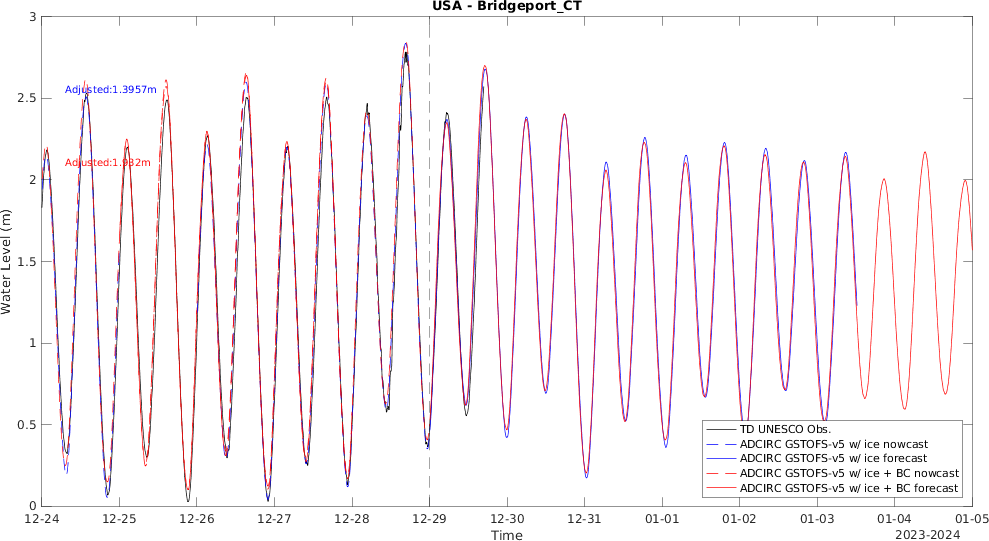 USA - Bridgeport_CT
3
2.5
2
1.5
1
0.5
0
Water Level (m)
Adjusted:1.3957m
Adjusted:1.932m
TD UNESCO Obs.
ADCIRC GSTOFS-v5 w/ ice nowcast
ADCIRC GSTOFS-v5 w/ ice forecast
ADCIRC GSTOFS-v5 w/ ice + BC nowcast
ADCIRC GSTOFS-v5 w/ ice + BC forecast
12-24 12-25 12-26 12-27 12-28 12-29 12-30 12-31 01-01 01-02 01-03 01-04 01-05
Time
2023-2024